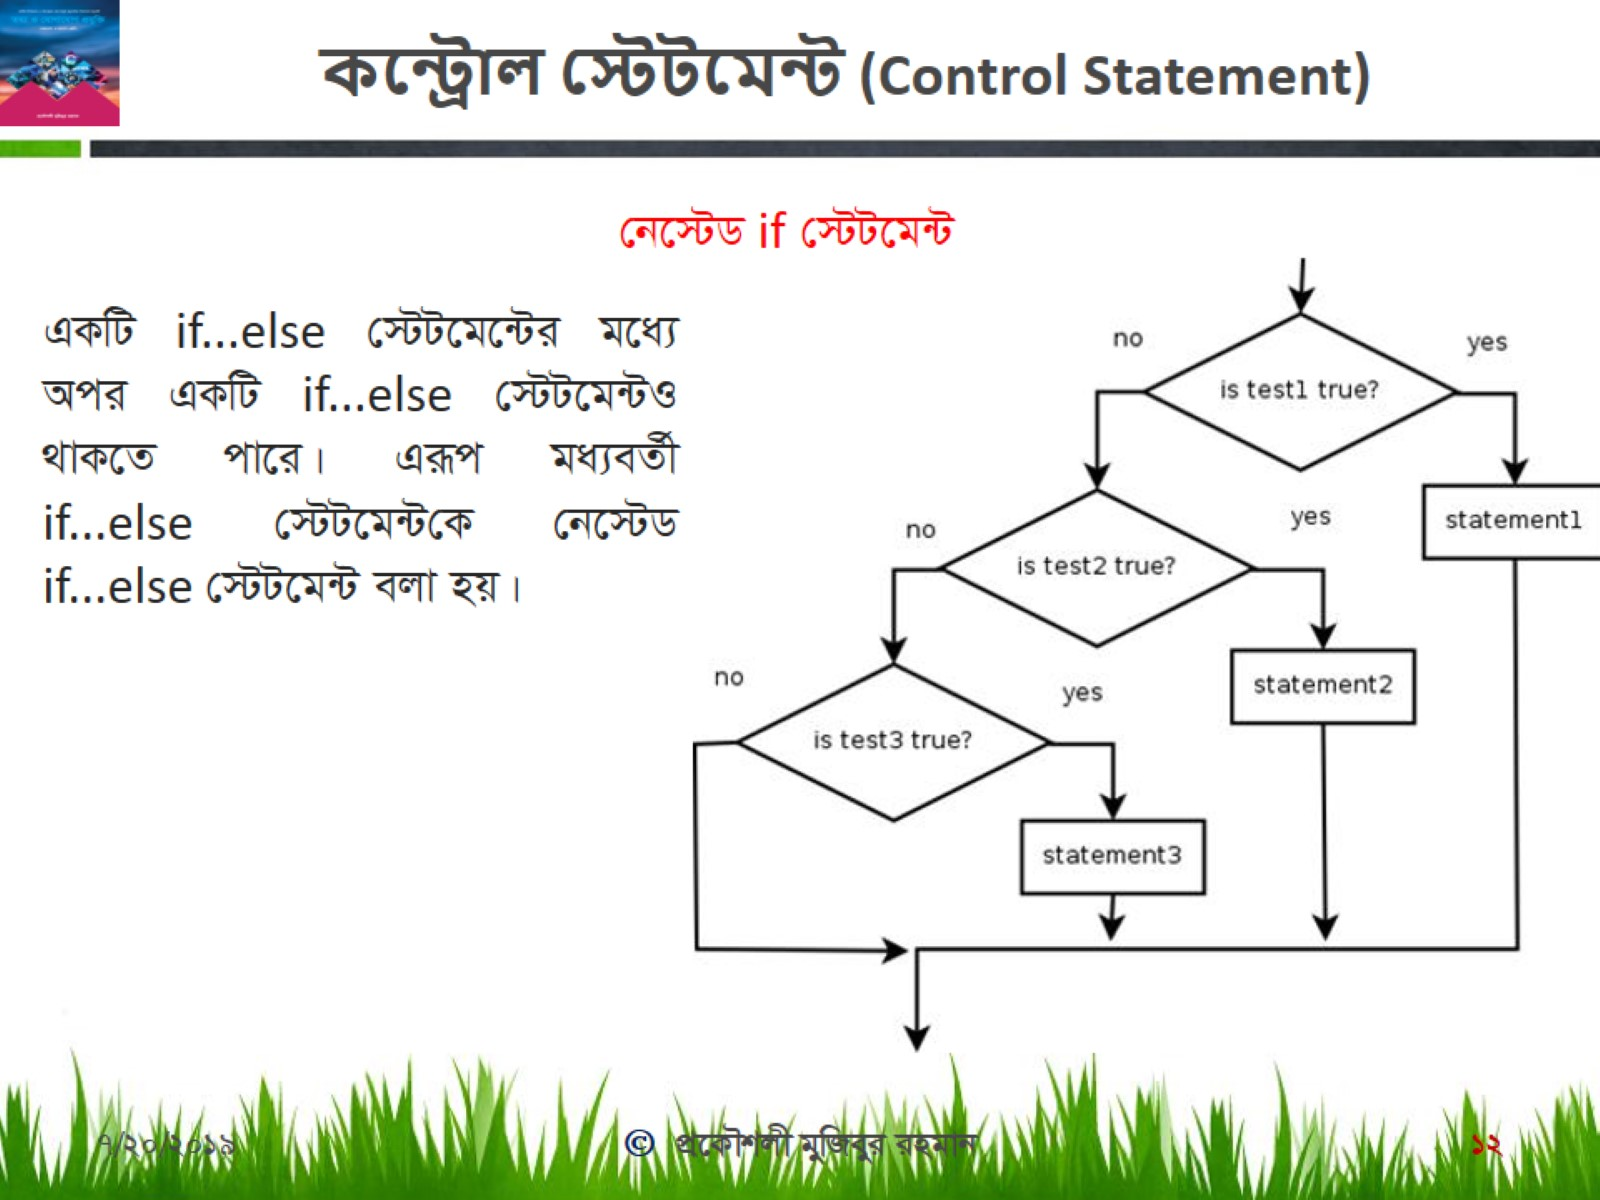 কন্ট্রোল স্টেটমেন্ট (Control Statement)
নেস্টেড if স্টেটমেন্ট
একটি if...else স্টেটমেন্টের মধ্যে
অপর একটি if...else স্টেটমেন্টও
থাকতে পারে। এরূপ মধ্যবর্তী
if...else স্টেটমেন্টকে নেস্টেড
if...else স্টেটমেন্ট বলা হয়।
no
yes
is test1 true?
statement1
no
yes
is test2 true?
statement2
no
yes
is test3 true?
statement3
৭/২০/২০১৯
© প্রকৌশলী মুজিবুর রহমান
১২